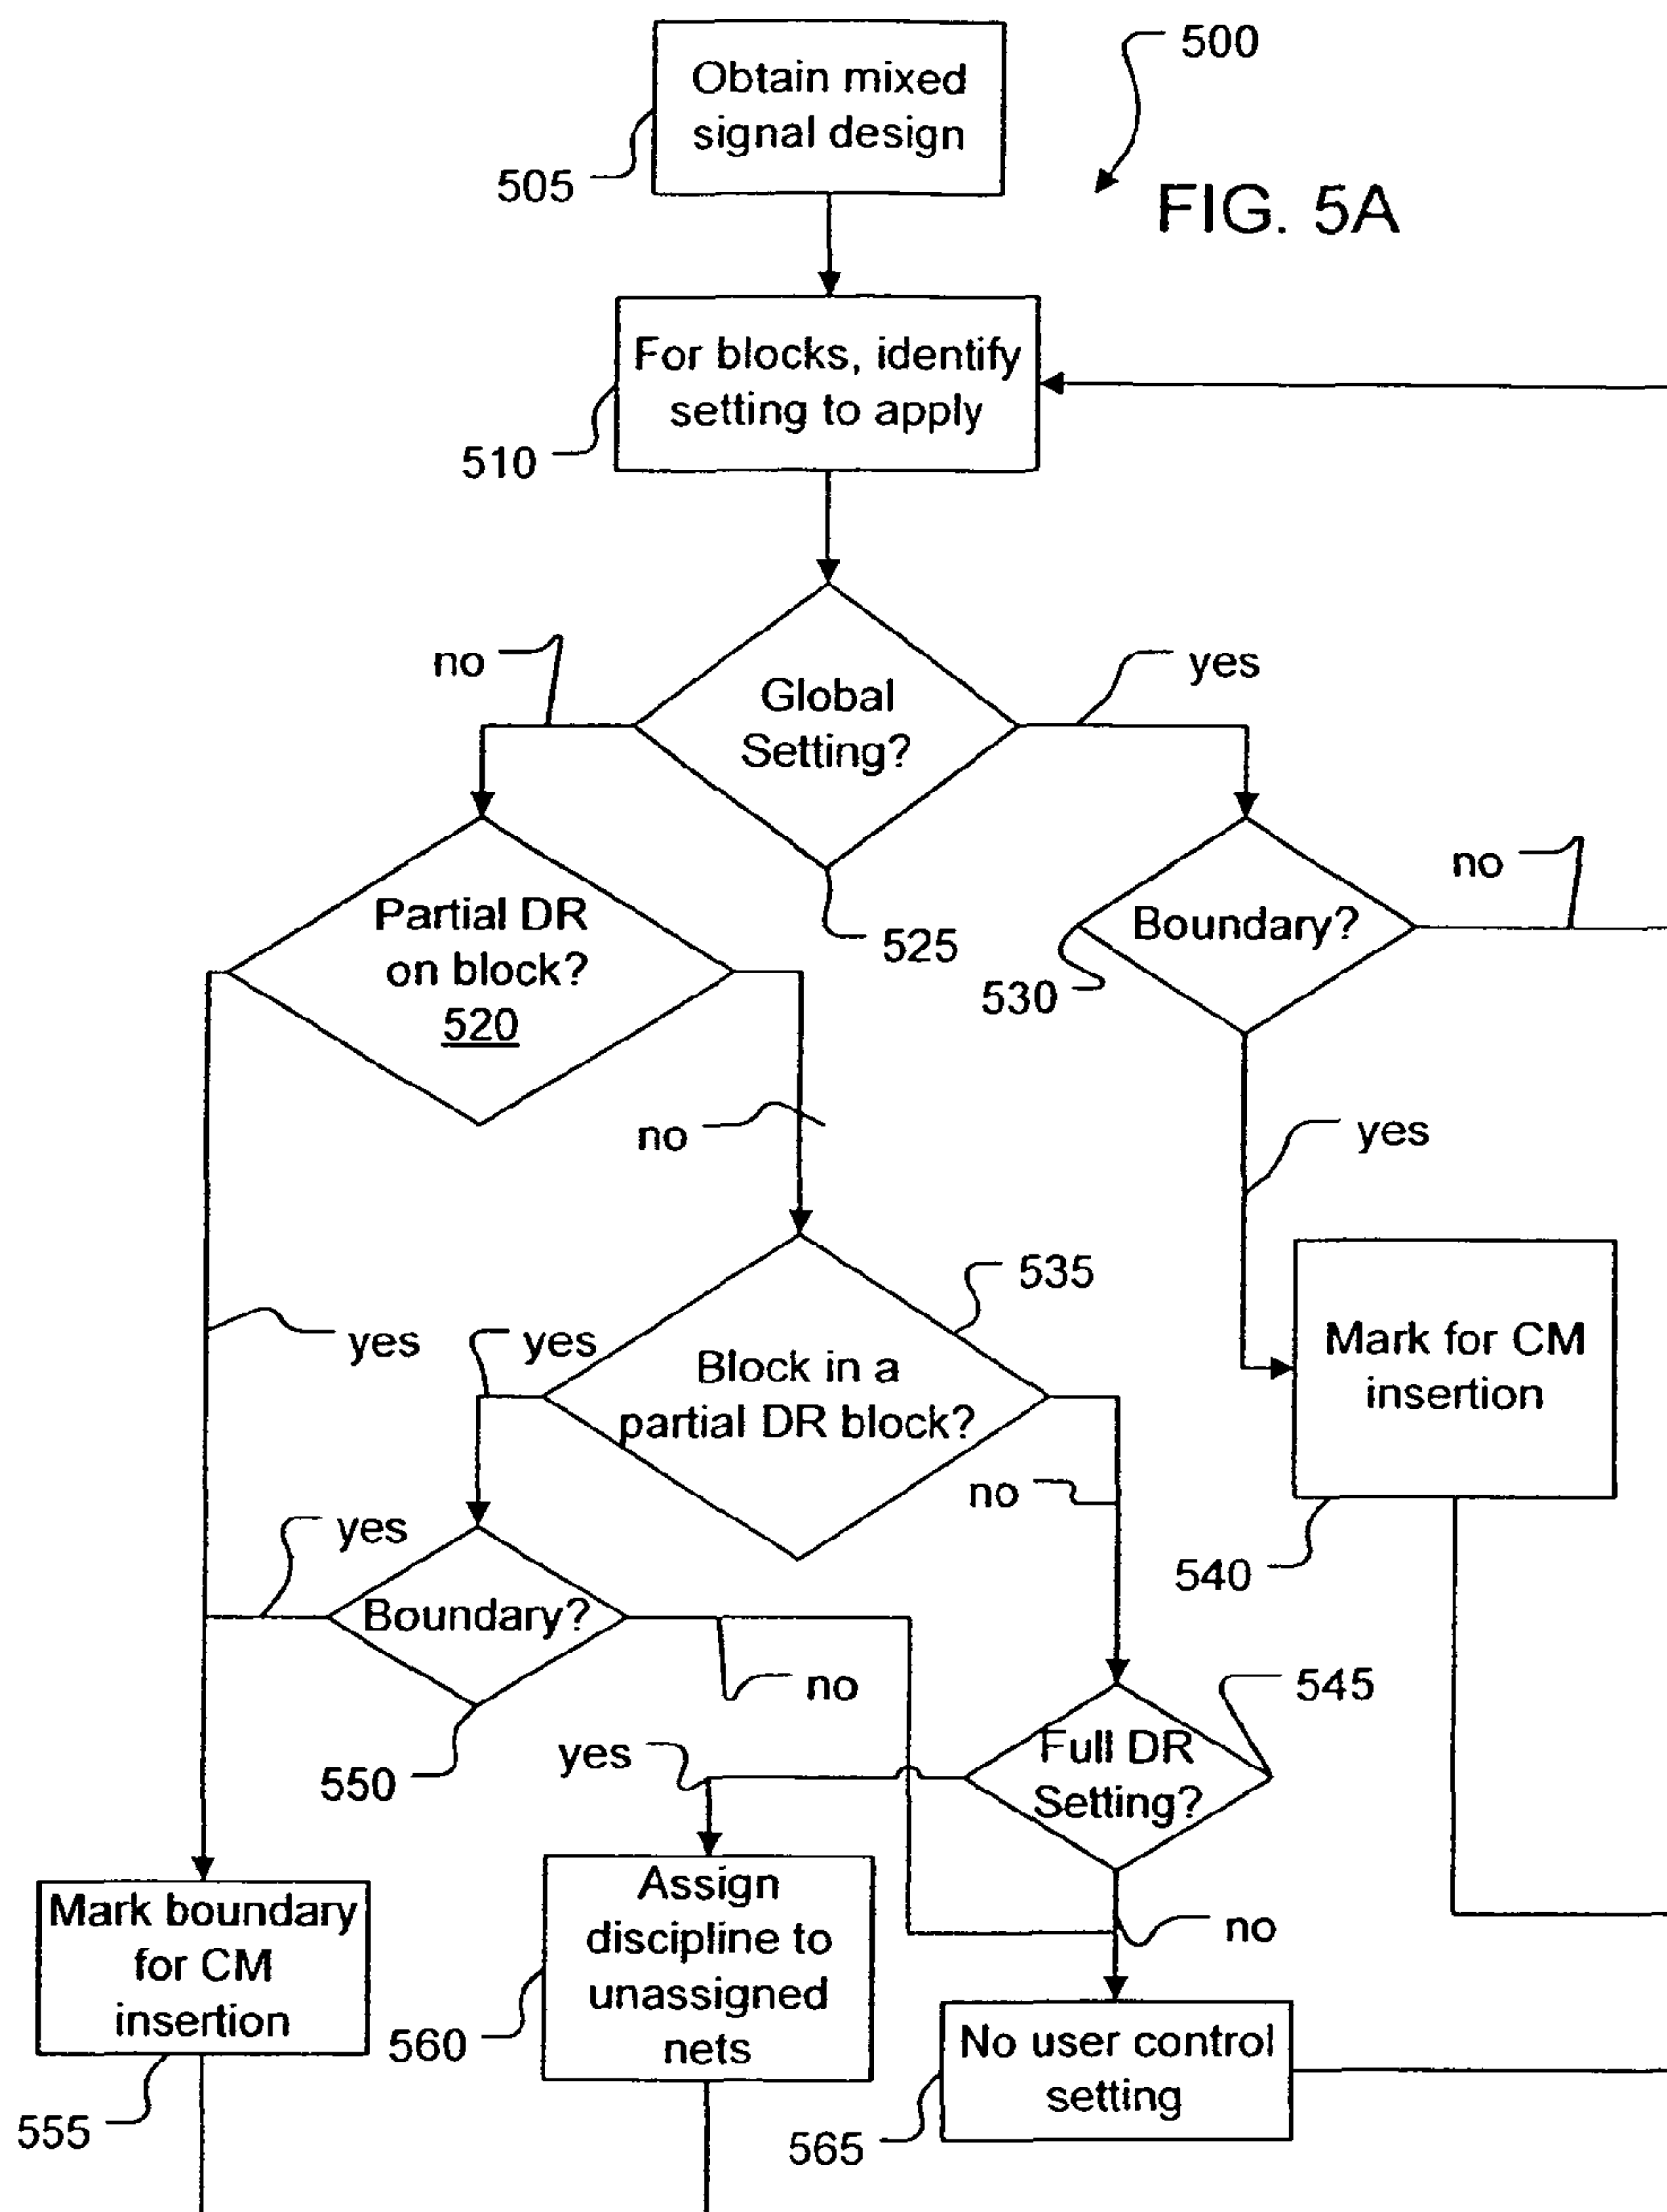 500
Obtain mixed
signal design
505
FIG. 5A
For blocks, identify
setting to apply
510
no
yes
Global
Setting?
525
Partial DR
on block?
520
no
Boundary?
530
no
yes
535
yes
yes
Block in a
partial DR block?
Mark for CM
insertion
no
540
yes
Boundary?
no
550
545
yes
Full DR
Setting?
Mark boundary
for CM
insertion
555
Assign
discipline to
unassigned
nets
560
no
No user control
setting
565